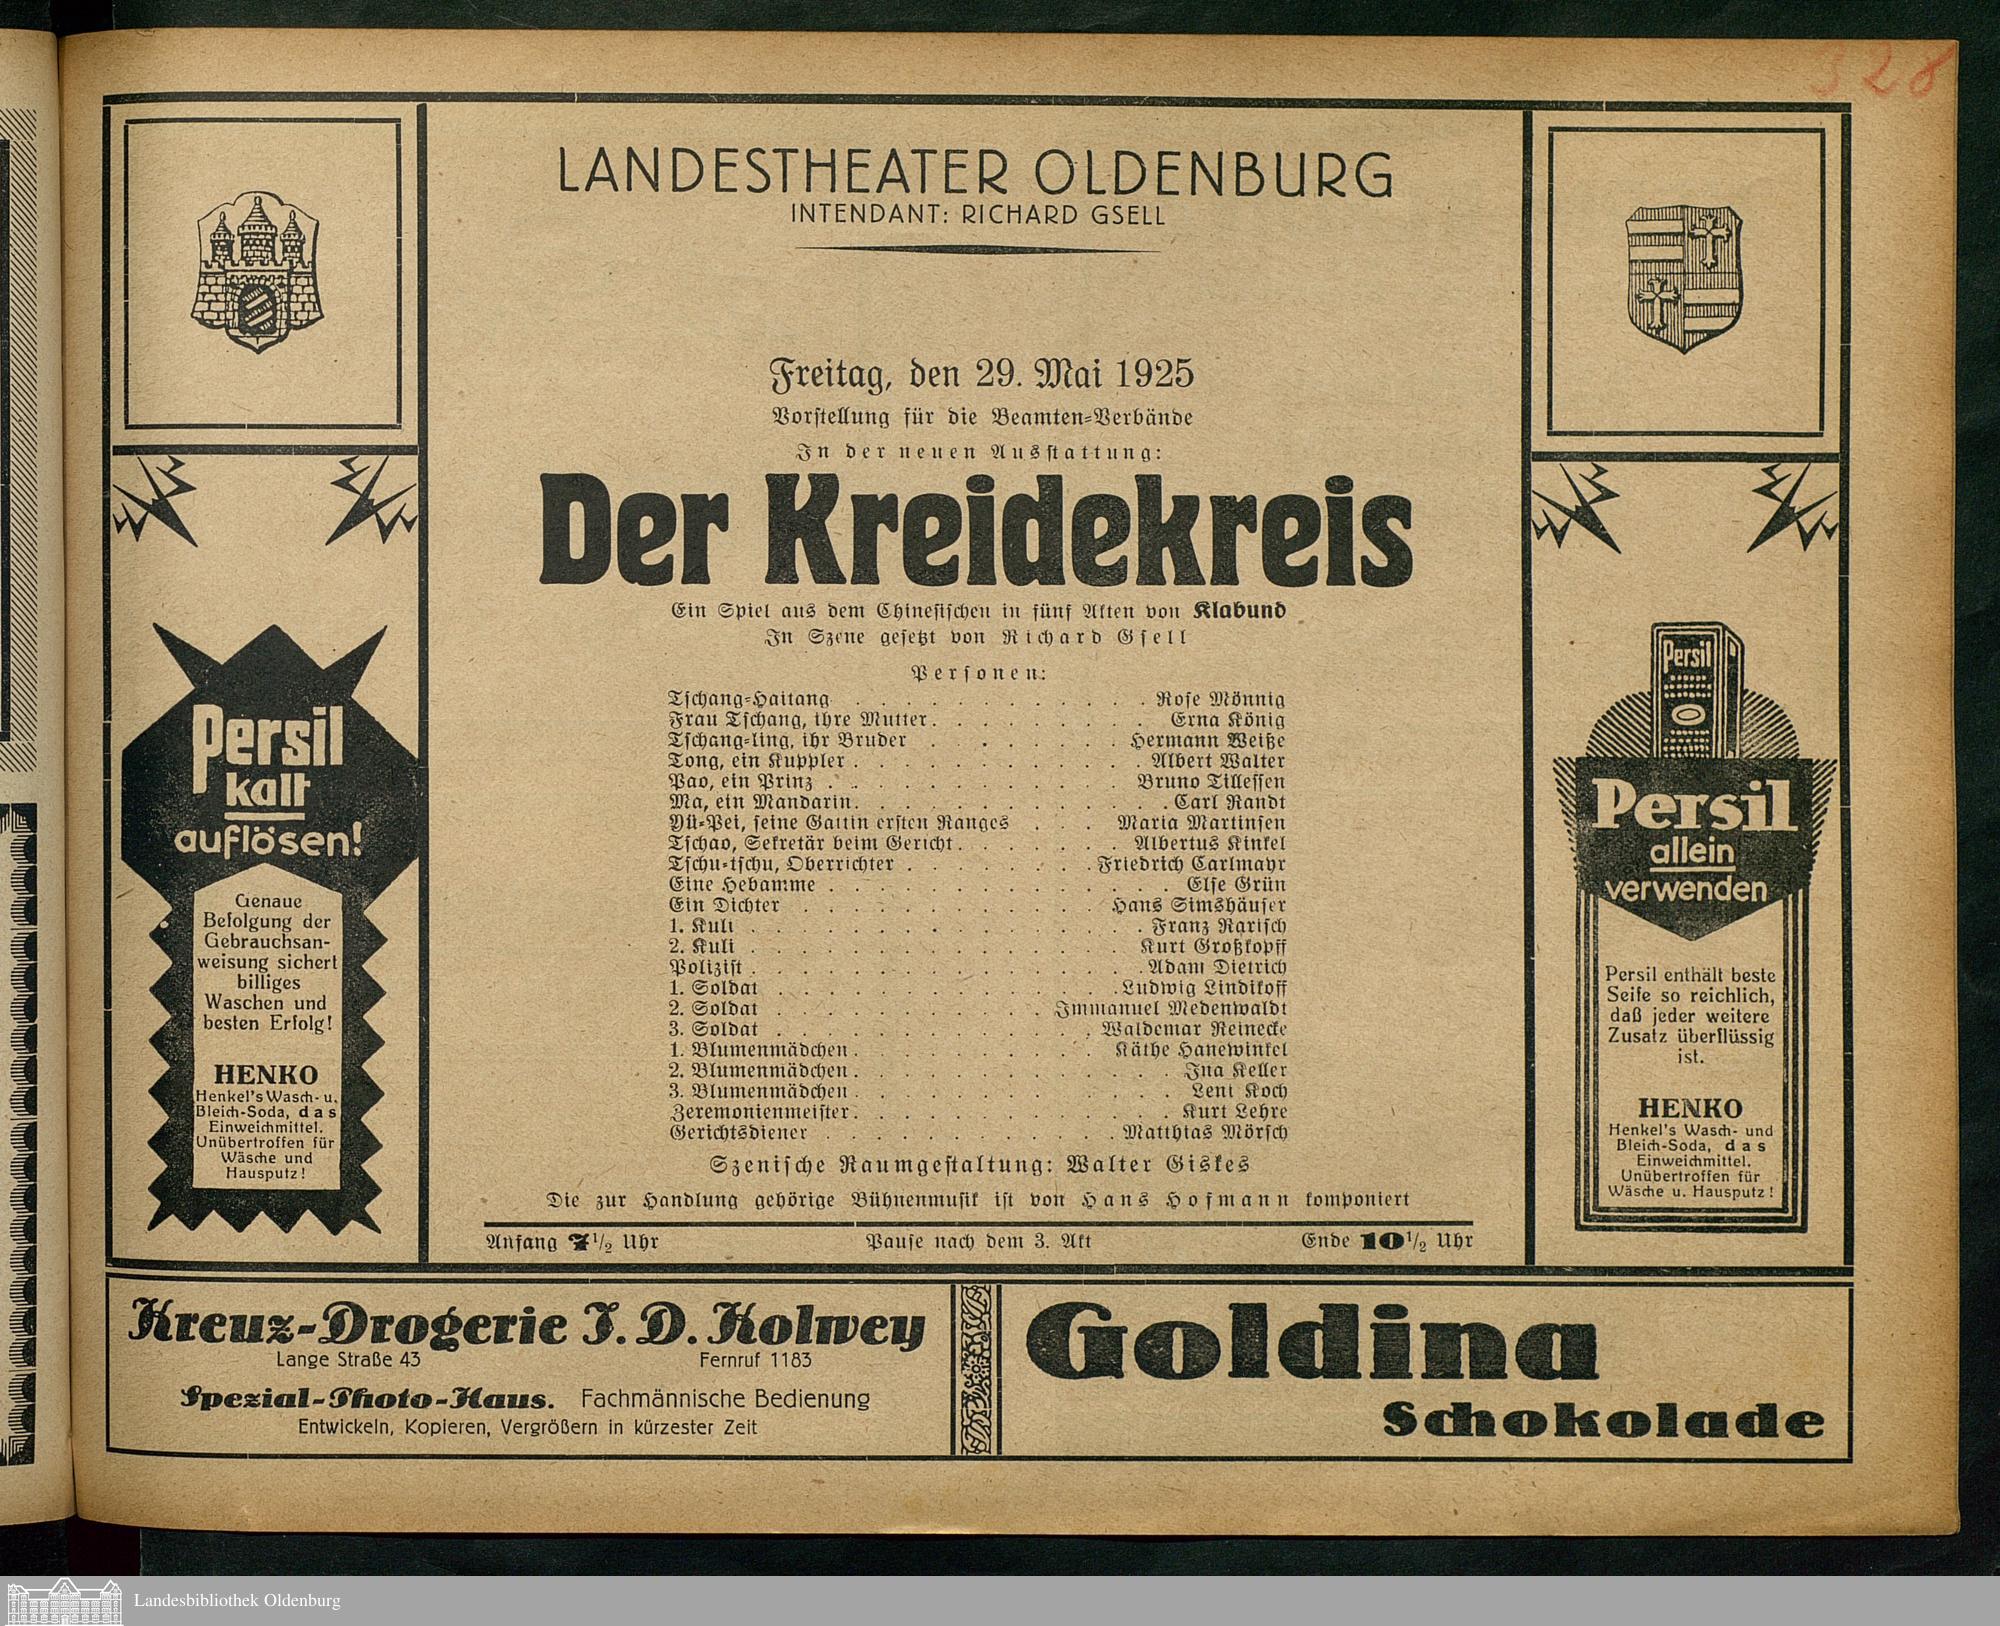 328
LANDESTHEATER OLDENBURG
INTENDANT: RICHARD GSELL
Freitag, den 29. Mai 1925
Vorstellung für die Beamten-Verbände
In der neuen Ausstattung:
Der Kreidekreis
Ein Spiel aus dem Chinesischen in fünf Akten von Klabund
In Szene gesetzt von Richard Gsell
Personen:
Tschang-Haitang . . . . . . . . . . . . Rose Mönnig
Frau Tschang, ihre Mutter . . . . . . . . . Erna König
Tschang-ling, ihr Bruder . . . . . . . . Hermann Weiße
Tong, ein Kuppler . . . . . . . . . . . . Albert Walter
Pao, ein Prinz . . . . . . . . . . . . Bruno Tillessen
Ma, ein Mandarin . . . . . . . . . . . . . Carl Randt
Yü-Pei, seine Gattin ersten Ranges . . . Maria Martinsen
Tschao, Sekretär beim Gericht . . . . . . . Albertus Kinkel
Tschu-tschu, Oberrichter . . . . . . . . Friedrich Carlmayr
Eine Hebamme . . . . . . . . . . . . . . Else Grün
Ein Dichter . . . . . . . . . . . . Hans Simshäuser
1. Kuli . . . . . . . . . . . . . . . . Franz Rarisch
2. Kuli . . . . . . . . . . . . . . . . Kurt Großkopff
Polizist . . . . . . . . . . . . . . . . Adam Dietrich
1. Soldat . . . . . . . . . . . . . . Ludwig Lindikoff
2. Soldat . . . . . . . . . . . Immanuel Medenwaldt
3. Soldat . . . . . . . . . . . . . Waldemar Reinecke
1. Blumenmädchen . . . . . . . . . . Käthe Hanewinkel
2. Blumenmädchen . . . . . . . . . . . . . Ina Keller
3. Blumenmädchen . . . . . . . . . . . . . Leni Koch
Zeremonienmeister . . . . . . . . . . . . . Kurt Lehre
Gerichtsdiener . . . . . . . . . . . . Matthias Mörsch
Szenische Raumgestaltung: Walter Giskes
Die zur Handlung gehörige Bühnenmusik ist von Hans Hofmann komponiert
Anfang 7 1/2 Uhr Pause nach dem 3. Akt Ende 10 1/2 Uhr
Persil
kalt
auflösen!
Genaue
Befolgung der
Gebrauchsan-
weisung sichert
billiges
Waschen und
besten Erfolg!
HENKO
Henkel's Wasch- u.
Bleich-Soda, das
Einweichmittel.
Unübertroffen für
Wäsche und
Hausputz!
Persil
Persil
allein
verwenden
Persil enthält beste
Seife so reichlich,
daß jeder weitere
Zusatz überflüssig
ist.
HENKO
Henkel's Wasch- und
Bleich-Soda, das
Einweichmittel.
Unübertroffen für
Wäsche u. Hausputz!
Kreuz-Drogerie J. D. Kolwey
Lange Straße 43 Fernruf 1183
Spezial-Photo-Haus. Fachmännische Bedienung
Entwickeln, Kopieren, Vergrößern in kürzester Zeit
Goldina
Schokolade
Landesbibliothek Oldenburg